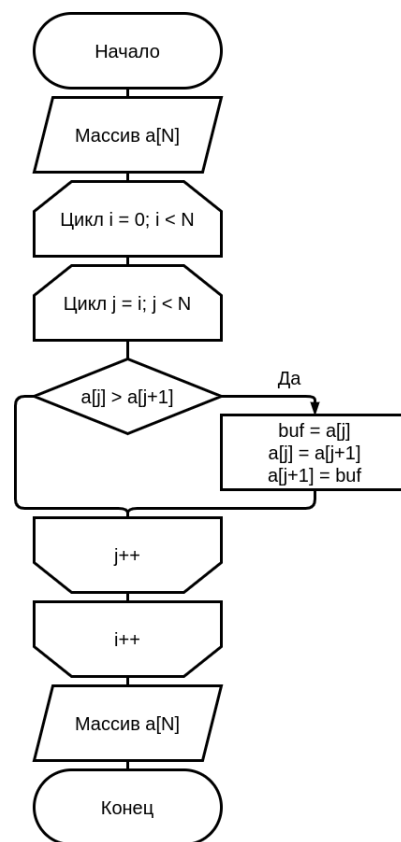 Начало
Массив a[N]
Цикл i = 0; i < N
Цикл j = i; j < N
a[j] > a[j+1]
Да
buf = a[j]
a[j] = a[j+1]
a[j+1] = buf
j++
i++
Массив a[N]
Конец